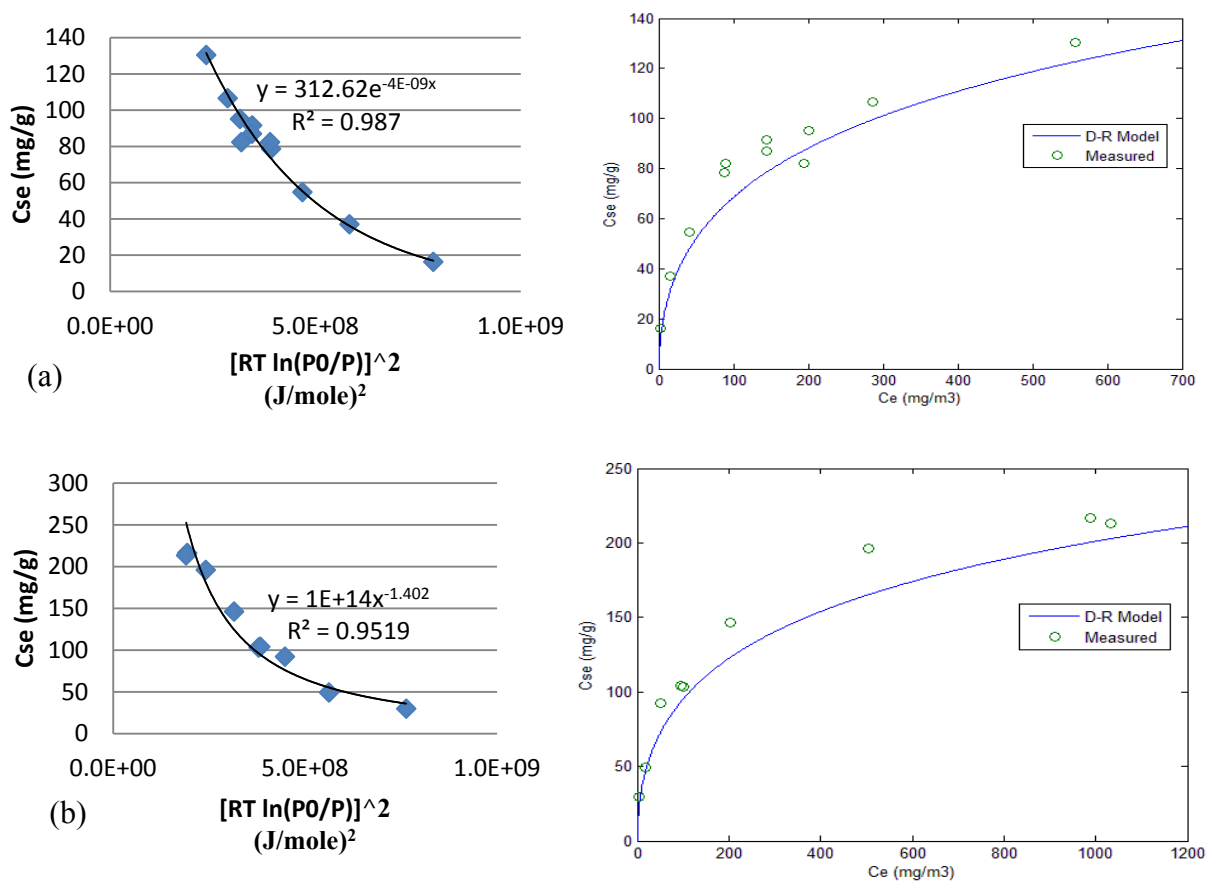 140
120
100
80
60
40
20
0
Cse (mg/g)
y = 312.62e^-4E-09x
R² = 0.987
0.0E+00 5.0E+08 1.0E+09
[RT ln(P0/P)]^2
(J/mole)²
(a)
140
120
100
80
60
40
20
0
Cse (mg/g)
D-R Model
Measured
0 100 200 300 400 500 600 700
Ce (mg/m3)
300
250
200
150
100
50
0
Cse (mg/g)
y = 1E+14x^-1.402
R² = 0.9519
0.0E+00 5.0E+08 1.0E+09
[RT ln(P0/P)]^2
(J/mole)²
(b)
250
200
150
100
50
0
Cse (mg/g)
D-R Model
Measured
0 200 400 600 800 1000 1200
Ce (mg/m3)